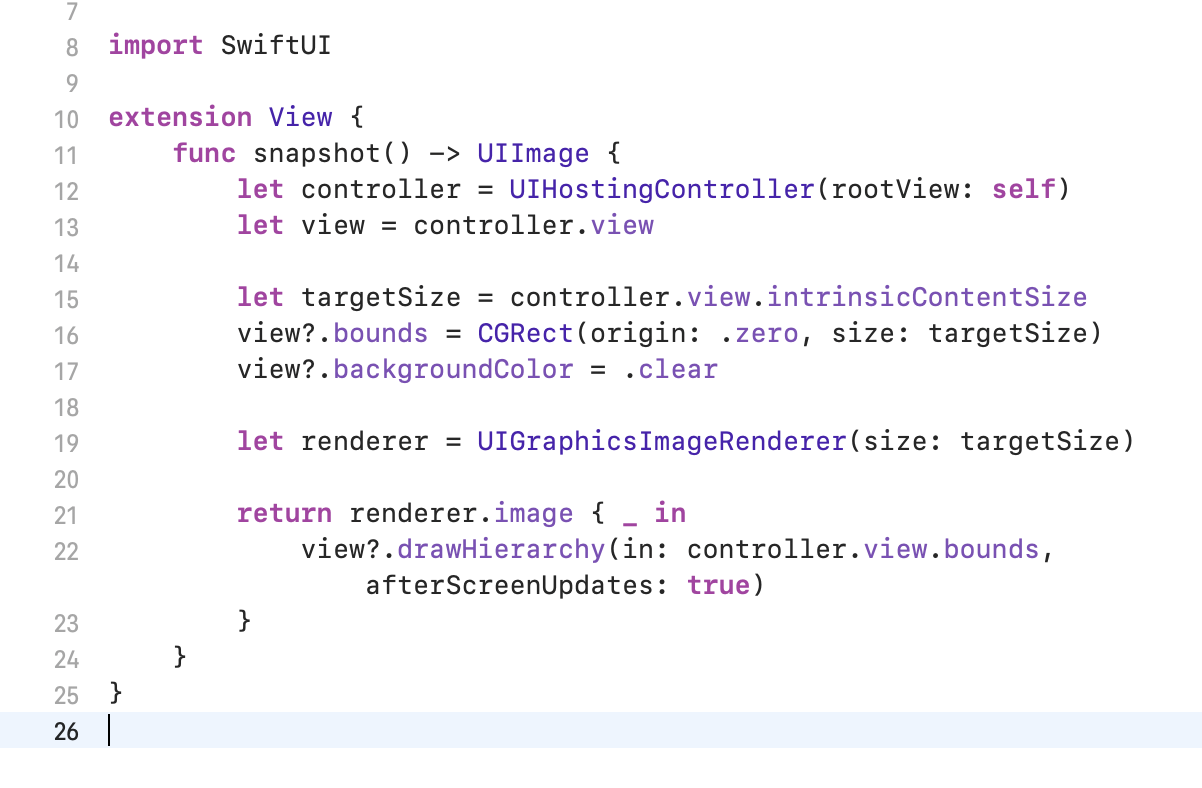 7
8 import SwiftUI
9
10 extension View {
11     func snapshot() -> UIImage {
12         let controller = UIHostingController(rootView: self)
13         let view = controller.view
14
15         let targetSize = controller.view.intrinsicContentSize
16         view?.bounds = CGRect(origin: .zero, size: targetSize)
17         view?.backgroundColor = .clear
18
19         let renderer = UIGraphicsImageRenderer(size: targetSize)
20
21         return renderer.image { _ in
22             view?.drawHierarchy(in: controller.view.bounds,
                afterScreenUpdates: true)
23         }
24     }
25 }
26